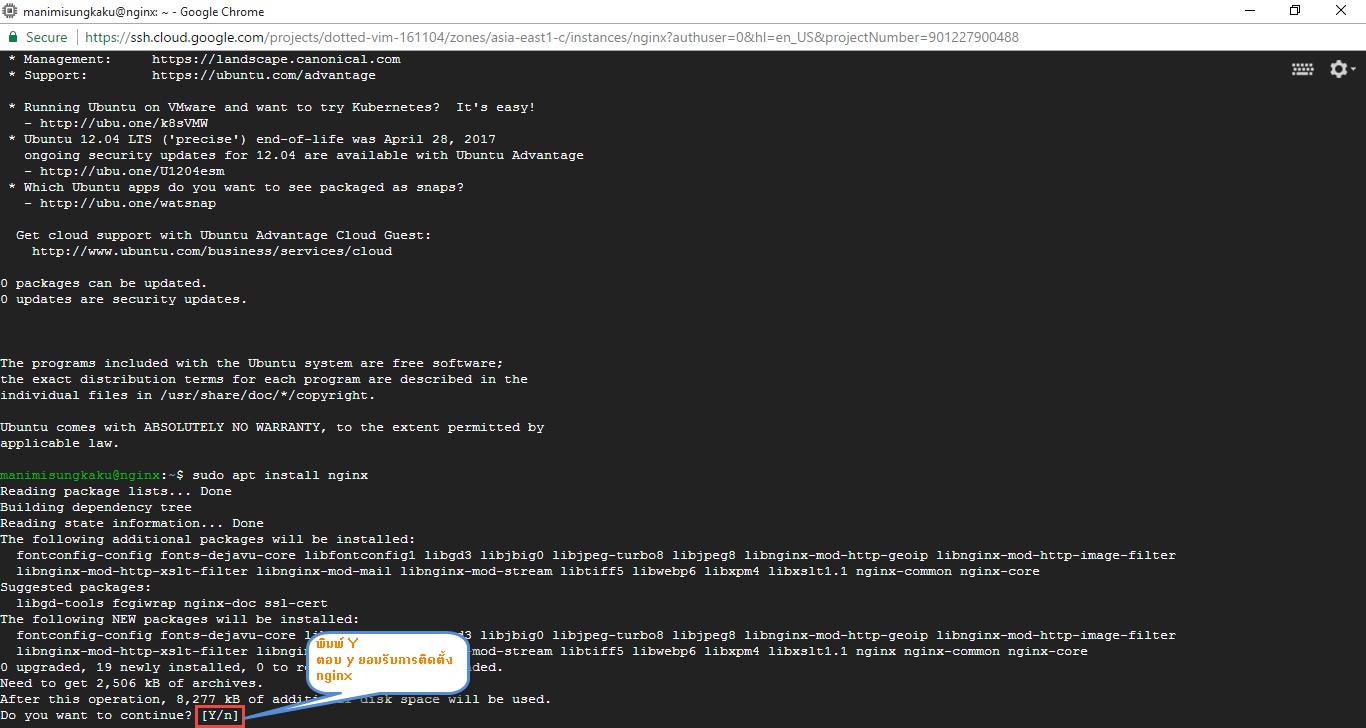 manimisungkaku@nginx: ~ - Google Chrome
Secure https://ssh.cloud.google.com/projects/dotted-vim-161104/zones/asia-east1-c/instances/nginx?authuser=0&hl=en_US&projectNumber=901227900488
* Management: https://landscape.canonical.com
* Support: https://ubuntu.com/advantage
* Running Ubuntu on VMware and want to try Kubernetes? It's easy!
- http://ubu.one/k8sVMW
* Ubuntu 12.04 LTS ('precise') end-of-life was April 28, 2017
ongoing security updates for 12.04 are available with Ubuntu Advantage
- http://ubu.one/U1204esm
* Which Ubuntu apps do you want to see packaged as snaps?
- http://ubu.one/watsnap
Get cloud support with Ubuntu Advantage Cloud Guest:
http://www.ubuntu.com/business/services/cloud
0 packages can be updated.
0 updates are security updates.
The programs included with the Ubuntu system are free software;
the exact distribution terms for each program are described in the
individual files in /usr/share/doc/*/copyright.
Ubuntu comes with ABSOLUTELY NO WARRANTY, to the extent permitted by
applicable law.
manimisungkaku@nginx:~$ sudo apt install nginx
Reading package lists... Done
Building dependency tree
Reading state information... Done
The following additional packages will be installed:
fontconfig-config fonts-dejavu-core libfontconfig1 libgd3 libjbig0 libjpeg-turbo8 libjpeg8 libnginx-mod-http-geoip libnginx-mod-http-image-filter
libnginx-mod-http-xslt-filter libnginx-mod-mail libnginx-mod-stream libtiff5 libwebp6 libxpm4 libxslt1.1 nginx-common nginx-core
Suggested packages:
libgd-tools fcgiwrap nginx-doc ssl-cert
The following NEW packages will be installed:
fontconfig-config fonts-dejavu-core libjbig0 libjpeg-turbo8 libjpeg8 libnginx-mod-http-geoip libnginx-mod-http-image-filter
libnginx-mod-http-xslt-filter libtiff5 libwebp6 libxpm4 libxslt1.1 nginx nginx-common nginx-core
0 upgraded, 19 newly installed, 0 to
Need to get 2,506 kB of archives.
After this operation, 8,277 kB of disk space will be used.
Do you want to continue? [Y/n]
พิมพ์ Y
ตอบ y ยอมรับการติดตั้ง
nginx